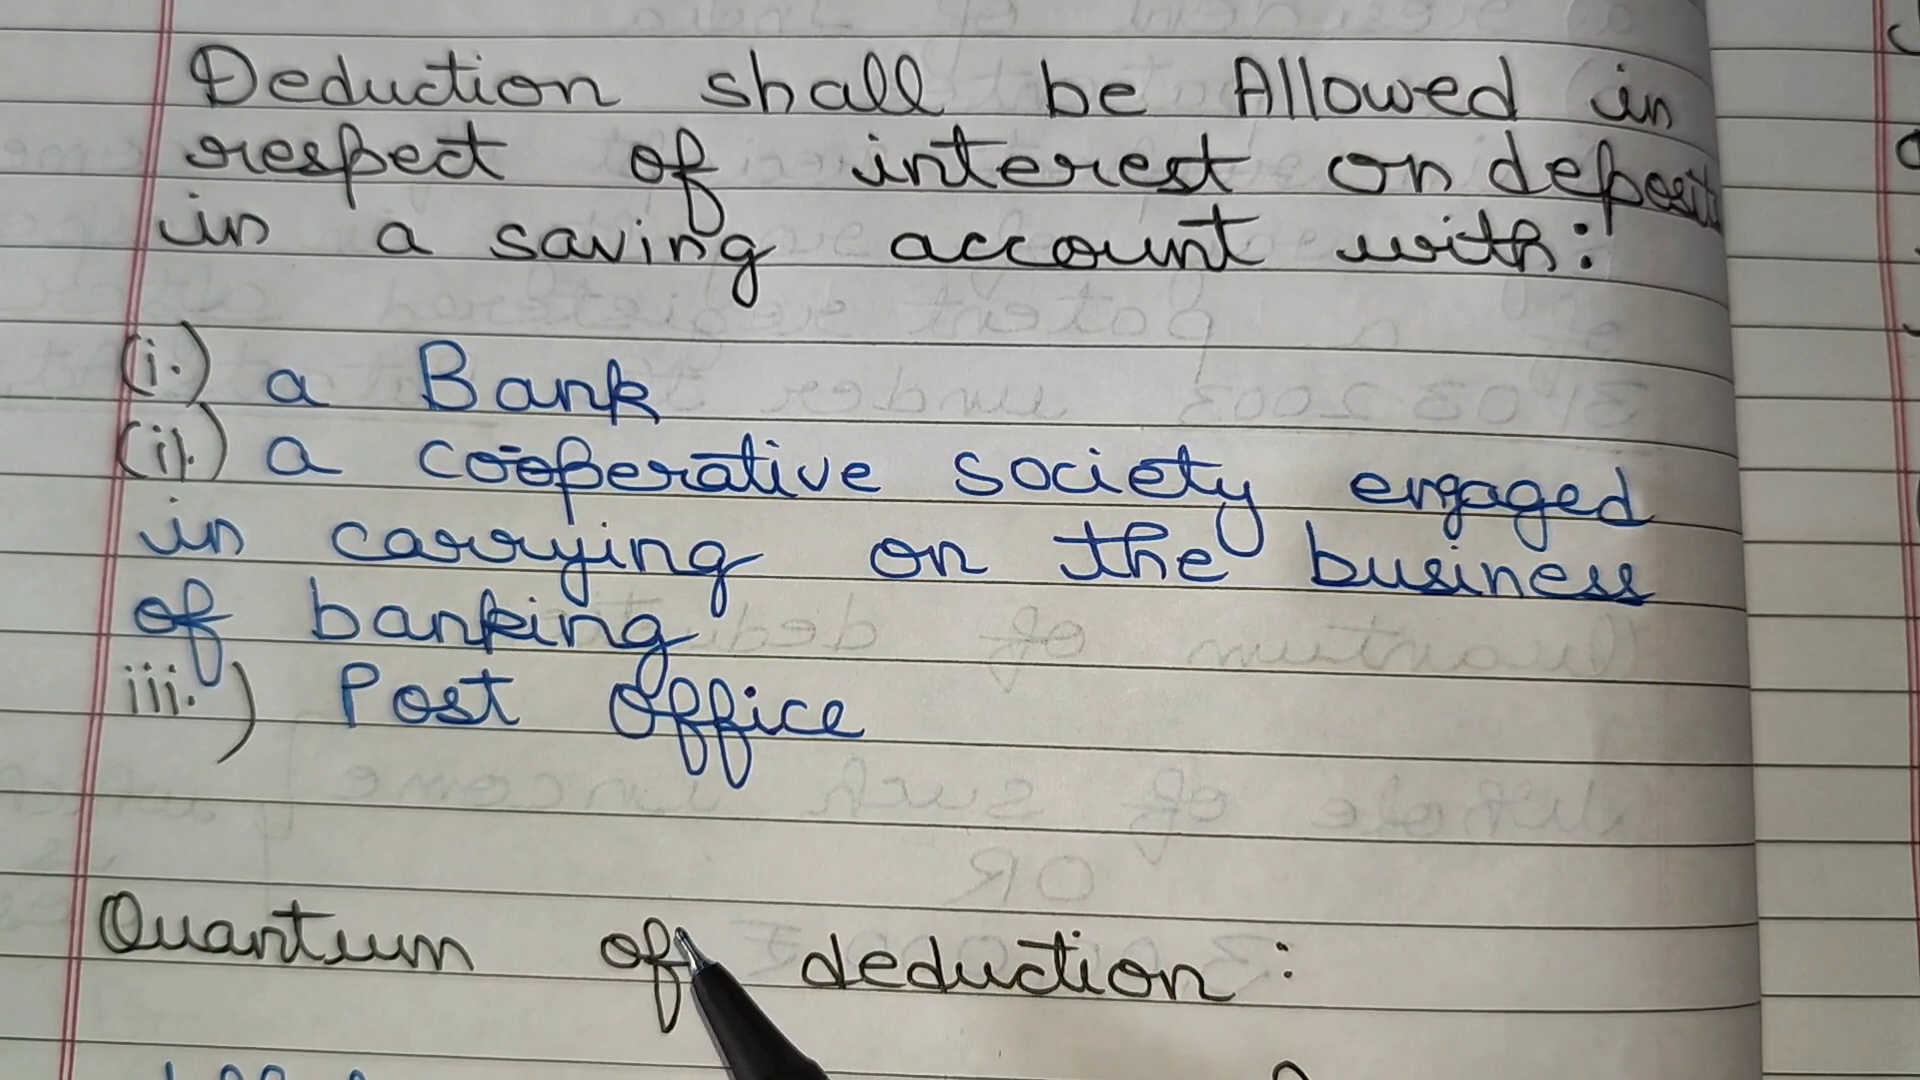 Deduction shall be Allowed in
respect of interest on deposit
in a saving account with:
(i.) a Bank
(ii.) a cooperative society engaged
in carrying on the business
of banking
iii.) Post office
Quantum of deduction: